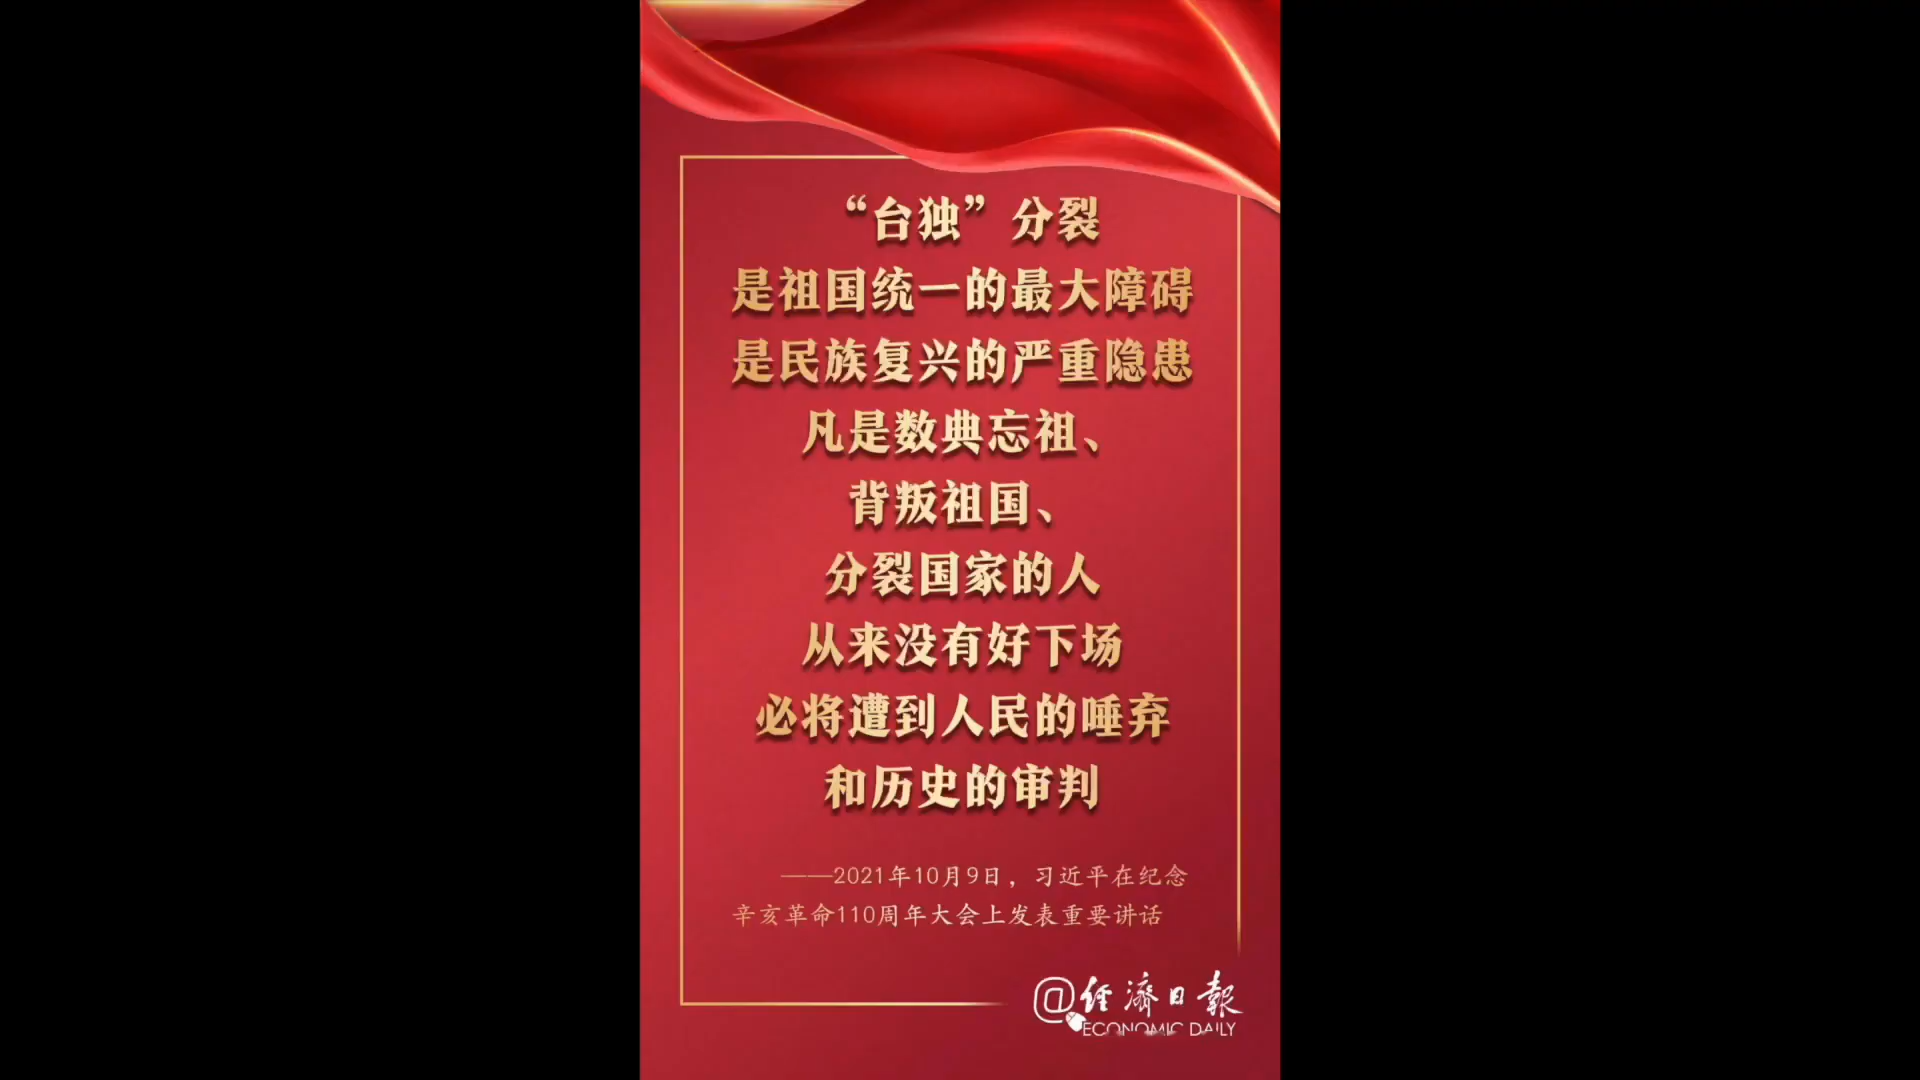 “台独”分裂
是祖国统一的最大障碍
是民族复兴的严重隐患
凡是数典忘祖、
背叛祖国、
分裂国家的人
从来没有好下场
必将遭到人民的唾弃
和历史的审判
——2021年10月9日，习近平在纪念
辛亥革命110周年大会上发表重要讲话
@经济日報
ECONOMIC DAILY